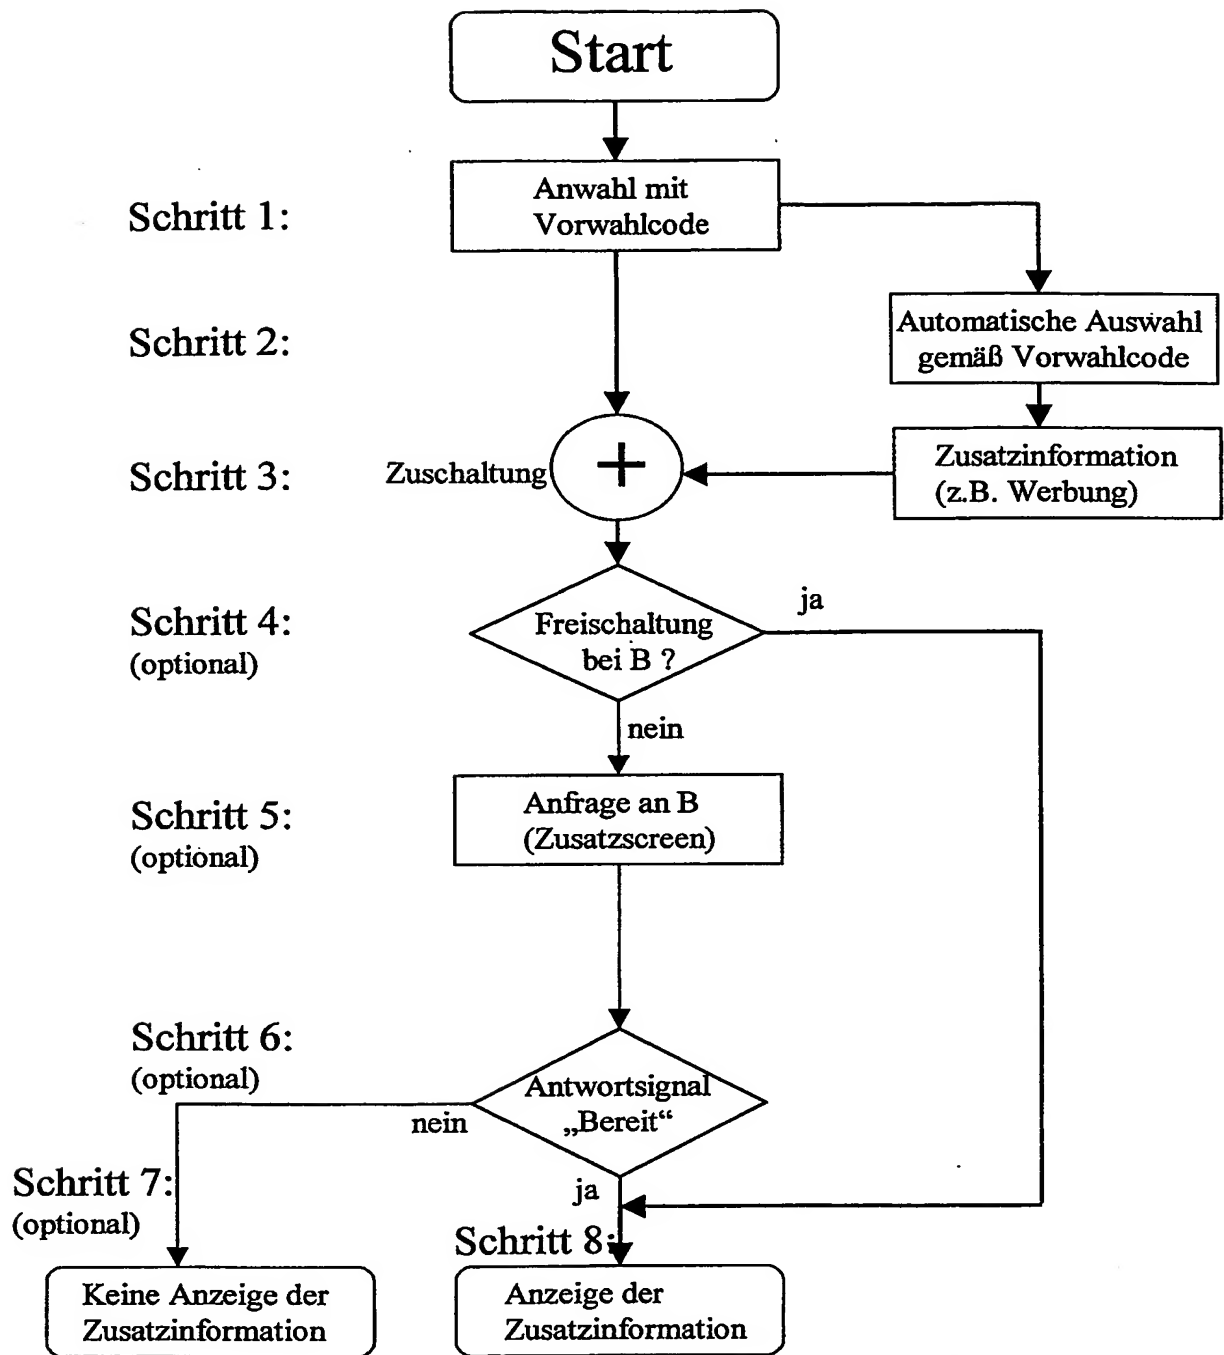 Start
Schritt 1:
Anwahl mit
Vorwahlcode
Schritt 2:
Automatische Auswahl
gemäß Vorwahlcode
Schritt 3:
Zuschaltung
+
Zusatzinformation
(z.B. Werbung)
Schritt 4:
(optional)
Freischaltung
bei B ?
ja
nein
Schritt 5:
(optional)
Anfrage an B
(Zusatzscreen)
Schritt 6:
(optional)
Antwortsignal
„Bereit“
nein
ja
Schritt 7:
(optional)
Schritt 8:
Keine Anzeige der
Zusatzinformation
Anzeige der
Zusatzinformation